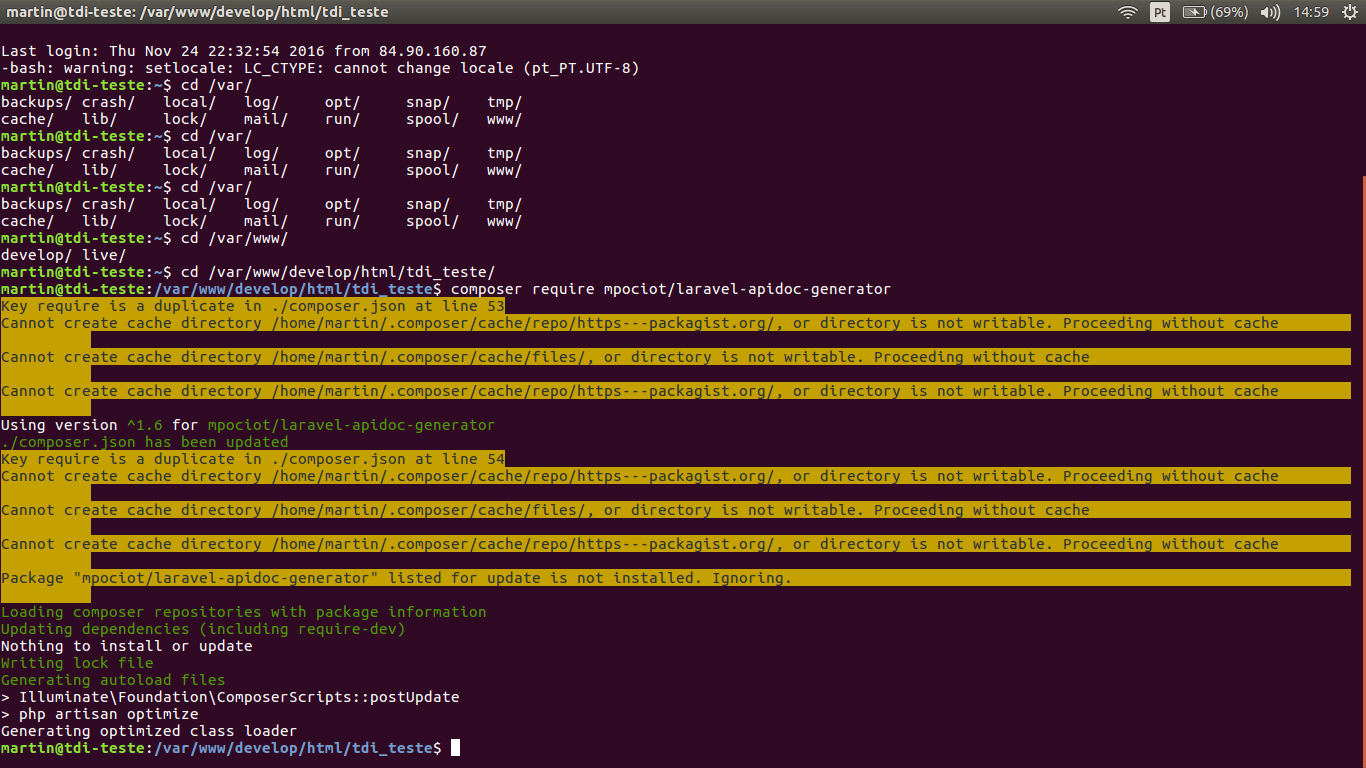 martin@tdi-teste: /var/www/develop/html/tdi_teste Pt (69%) 14:59
Last login: Thu Nov 24 22:32:54 2016 from 84.90.160.87
-bash: warning: setlocale: LC_CTYPE: cannot change locale (pt_PT.UTF-8)
martin@tdi-teste:~$ cd /var/
backups/ crash/   local/   log/     opt/     snap/    tmp/
cache/   lib/     lock/    mail/    run/     spool/   www/
martin@tdi-teste:~$ cd /var/
backups/ crash/   local/   log/     opt/     snap/    tmp/
cache/   lib/     lock/    mail/    run/     spool/   www/
martin@tdi-teste:~$ cd /var/
backups/ crash/   local/   log/     opt/     snap/    tmp/
cache/   lib/     lock/    mail/    run/     spool/   www/
martin@tdi-teste:~$ cd /var/www/
develop/ live/
martin@tdi-teste:~$ cd /var/www/develop/html/tdi_teste/
martin@tdi-teste:/var/www/develop/html/tdi_teste$ composer require mpociot/laravel-apidoc-generator
Key require is a duplicate in ./composer.json at line 53
Cannot create cache directory /home/martin/.composer/cache/repo/https---packagist.org/, or directory is not writable. Proceeding without cache
Cannot create cache directory /home/martin/.composer/cache/files/, or directory is not writable. Proceeding without cache
Cannot create cache directory /home/martin/.composer/cache/repo/https---packagist.org/, or directory is not writable. Proceeding without cache
Using version ^1.6 for mpociot/laravel-apidoc-generator
./composer.json has been updated
Key require is a duplicate in ./composer.json at line 54
Cannot create cache directory /home/martin/.composer/cache/repo/https---packagist.org/, or directory is not writable. Proceeding without cache
Cannot create cache directory /home/martin/.composer/cache/files/, or directory is not writable. Proceeding without cache
Cannot create cache directory /home/martin/.composer/cache/repo/https---packagist.org/, or directory is not writable. Proceeding without cache
Package "mpociot/laravel-apidoc-generator" listed for update is not installed. Ignoring.
Loading composer repositories with package information
Updating dependencies (including require-dev)
Nothing to install or update
Writing lock file
Generating autoload files
> Illuminate\Foundation\ComposerScripts::postUpdate
> php artisan optimize
Generating optimized class loader
martin@tdi-teste:/var/www/develop/html/tdi_teste$